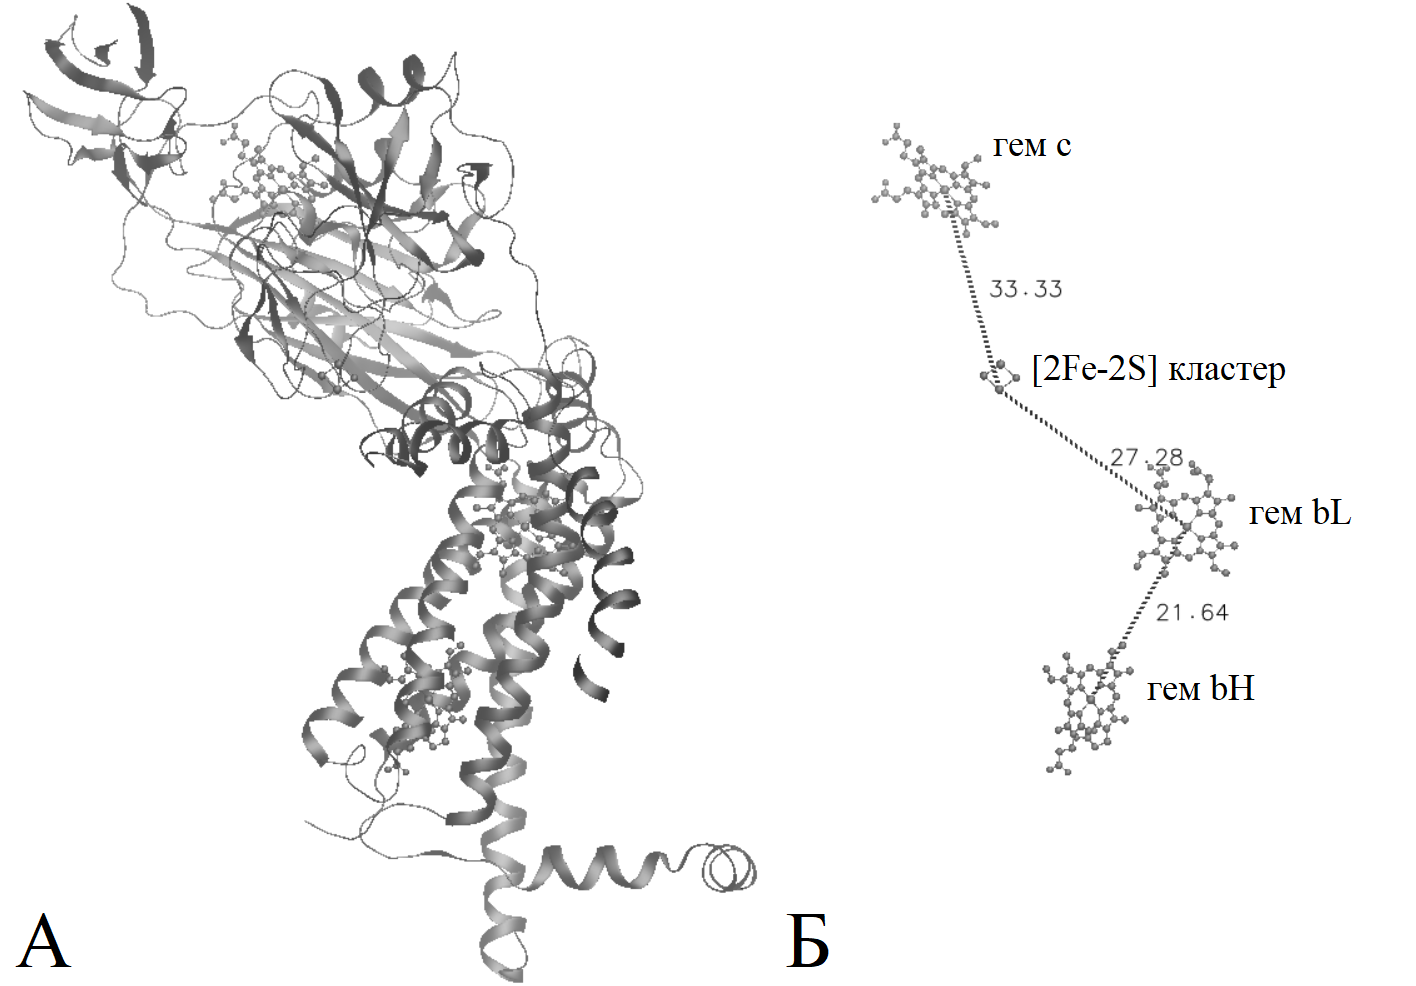 гем c
33.33
[2Fe-2S] кластер
27.28
гем bL
21.64
гем bH
А
Б